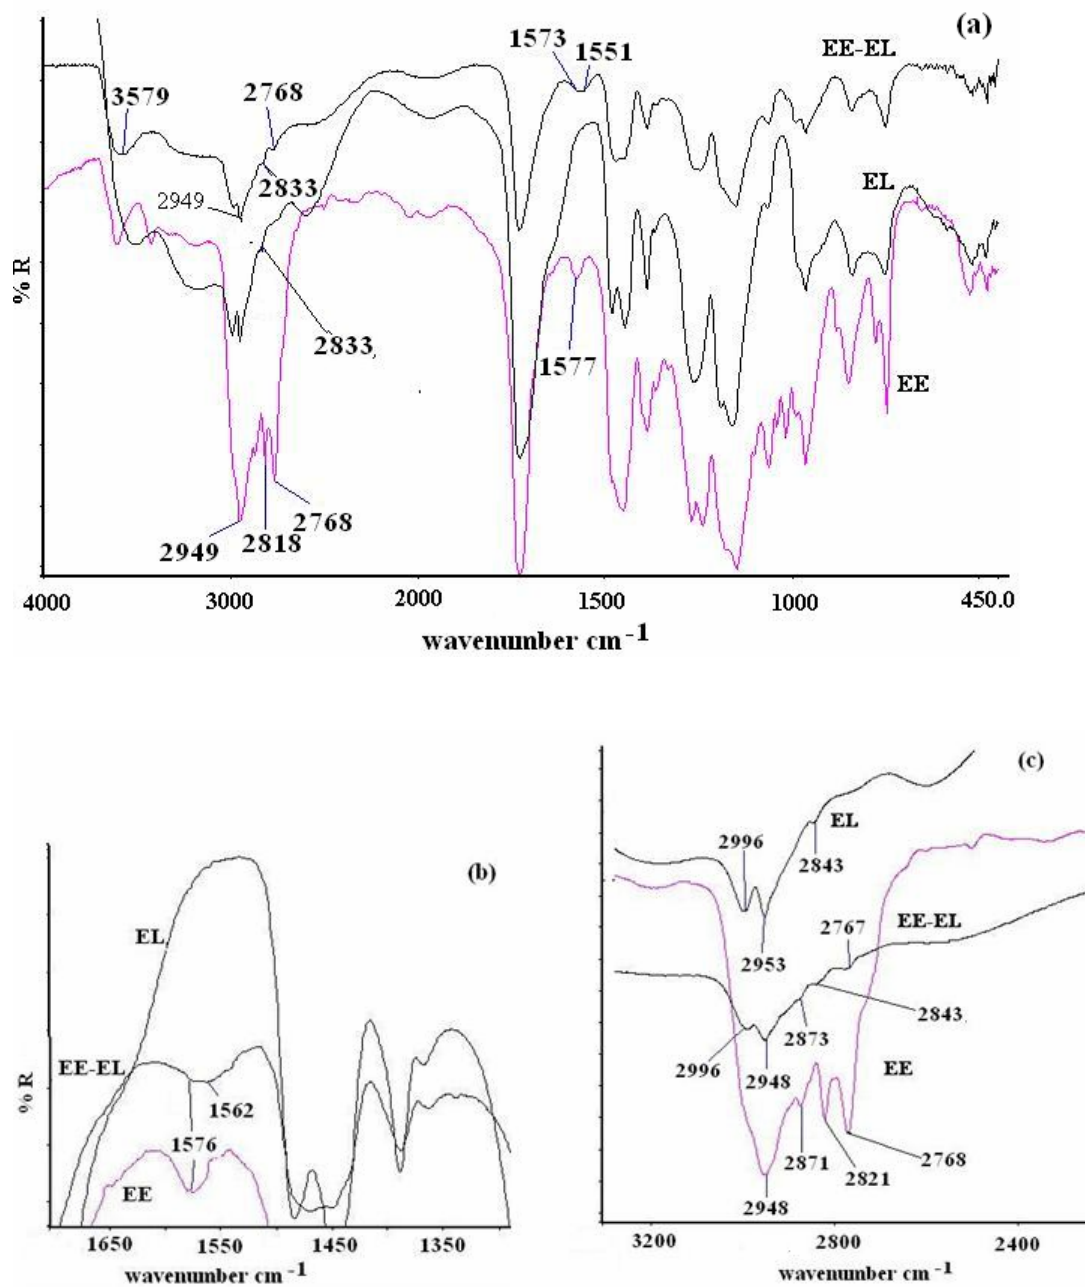 (a)
1573
1551
EE-EL
3579
2768
2833
2949
EL
% R
2833
1577
EE
2949
2818
2768
4000
3000
2000
1500
1000
450.0
wavenumber cm-1
(b)
EL
EE-EL
1562
1576
EE
% R
1650
1550
1450
1350
wavenumber cm-1
(c)
EL
2996
2843
EE-EL
2767
2953
2843
2873
2996
2948
EE
2871
2821
2768
2948
3200
2800
2400
wavenumber cm-1